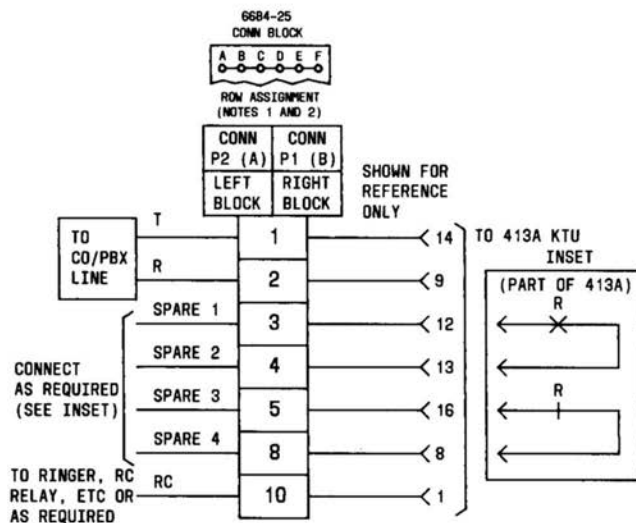 66B4-25
CONN BLOCK
A B C D E F
ROW ASSIGNMENT
(NOTES 1 AND 2)
CONN P2 (A)
CONN P1 (B)
LEFT BLOCK
RIGHT BLOCK
SHOWN FOR
REFERENCE
ONLY
TO
CO/PBX
LINE
T
1
14
R
2
9
SPARE 1
3
12
SPARE 2
4
13
SPARE 3
5
16
SPARE 4
8
8
RC
10
1
CONNECT
AS REQUIRED
(SEE INSET)
TO RINGER, RC
RELAY, ETC OR
AS REQUIRED
TO 413A KTU
INSET
(PART OF 413A)
R
R